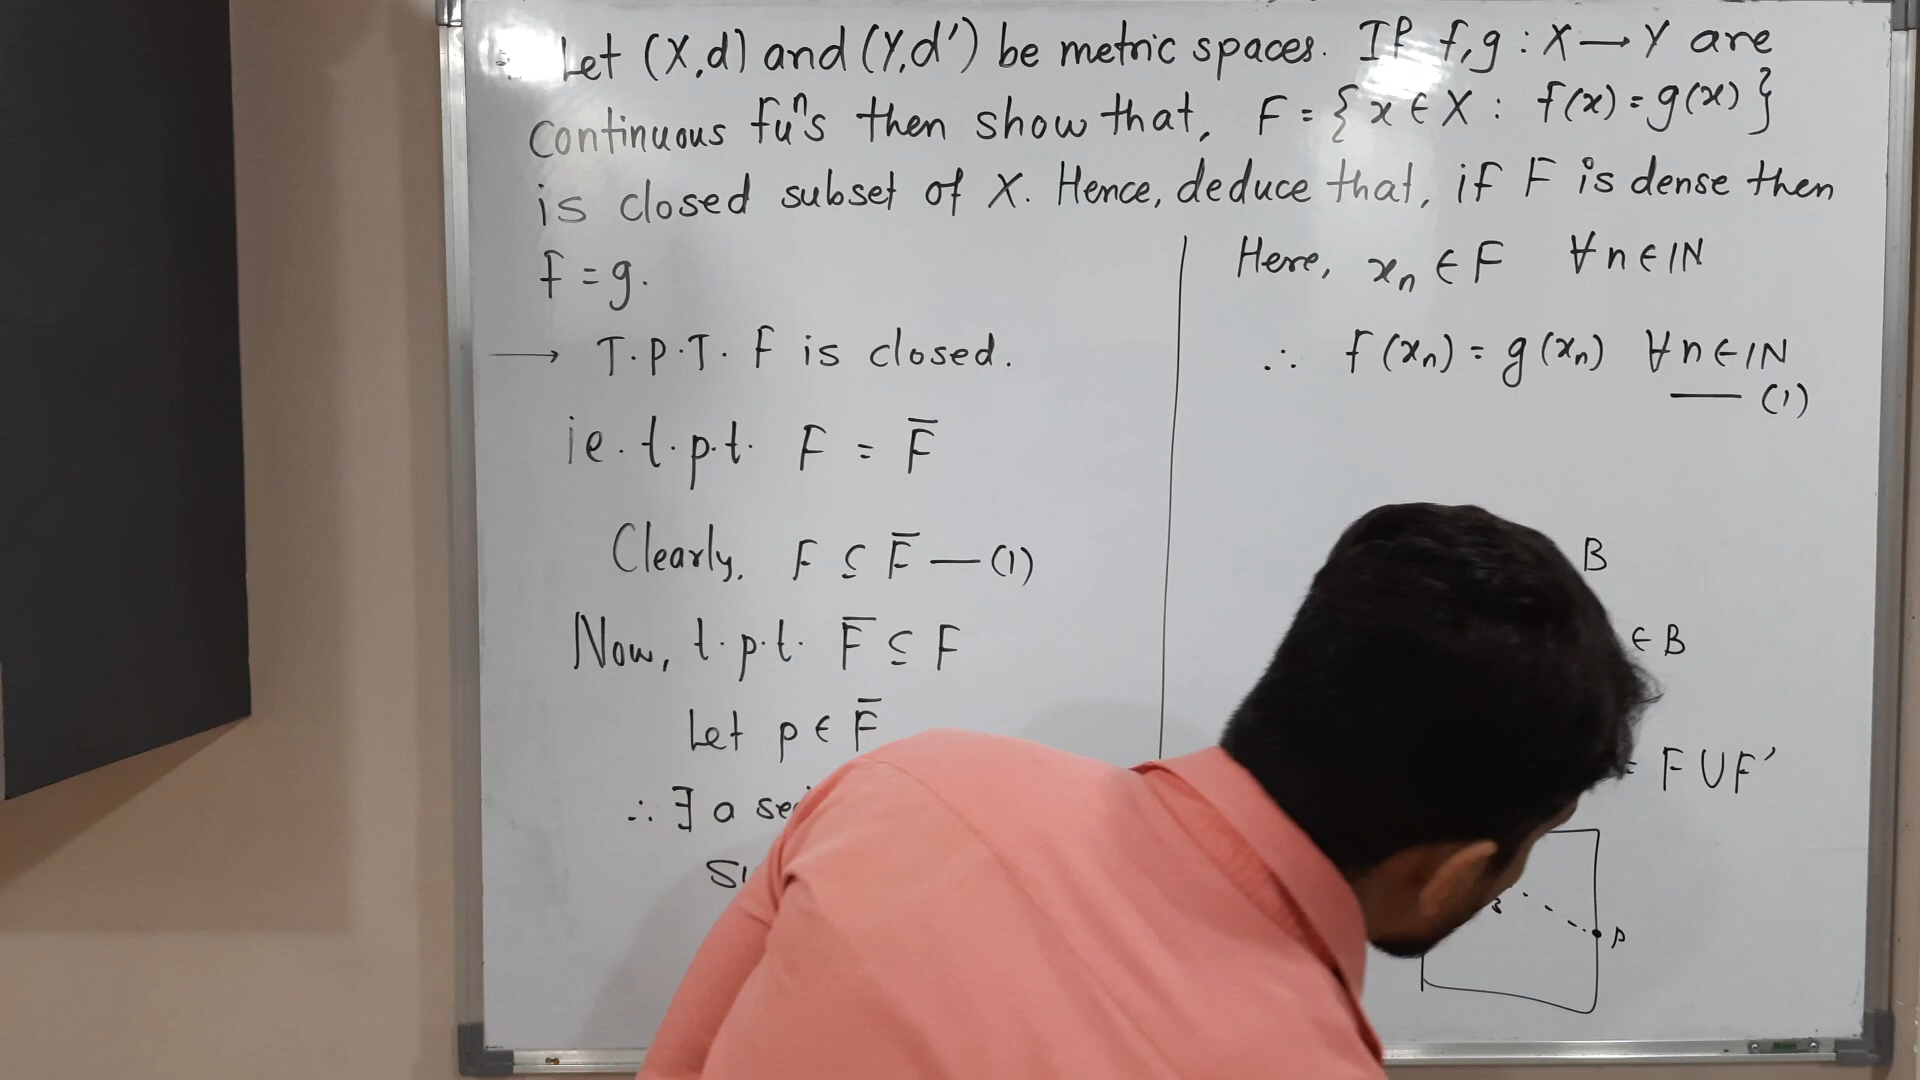 Let (X,d) and (Y,d') be metric spaces. If f,g : X → Y are
continuous fuⁿs then show that, F = { x ∈ X : f(x) = g(x) }
is closed subset of X. Hence, deduce that, if F is dense then
f = g.
→ T.P.T. F is closed.
ie. t.p.t. F = F̅
Clearly, F ⊆ F̅ — (1)
Now, t.p.t. F̅ ⊆ F
Let p ∈ F̅
∴ ∃ a
Here, xₙ ∈ F ∀ n ∈ IN
∴ f(xₙ) = g(xₙ) ∀ n ∈ IN
— (1)
B
∈ B
= F ∪ F'
p